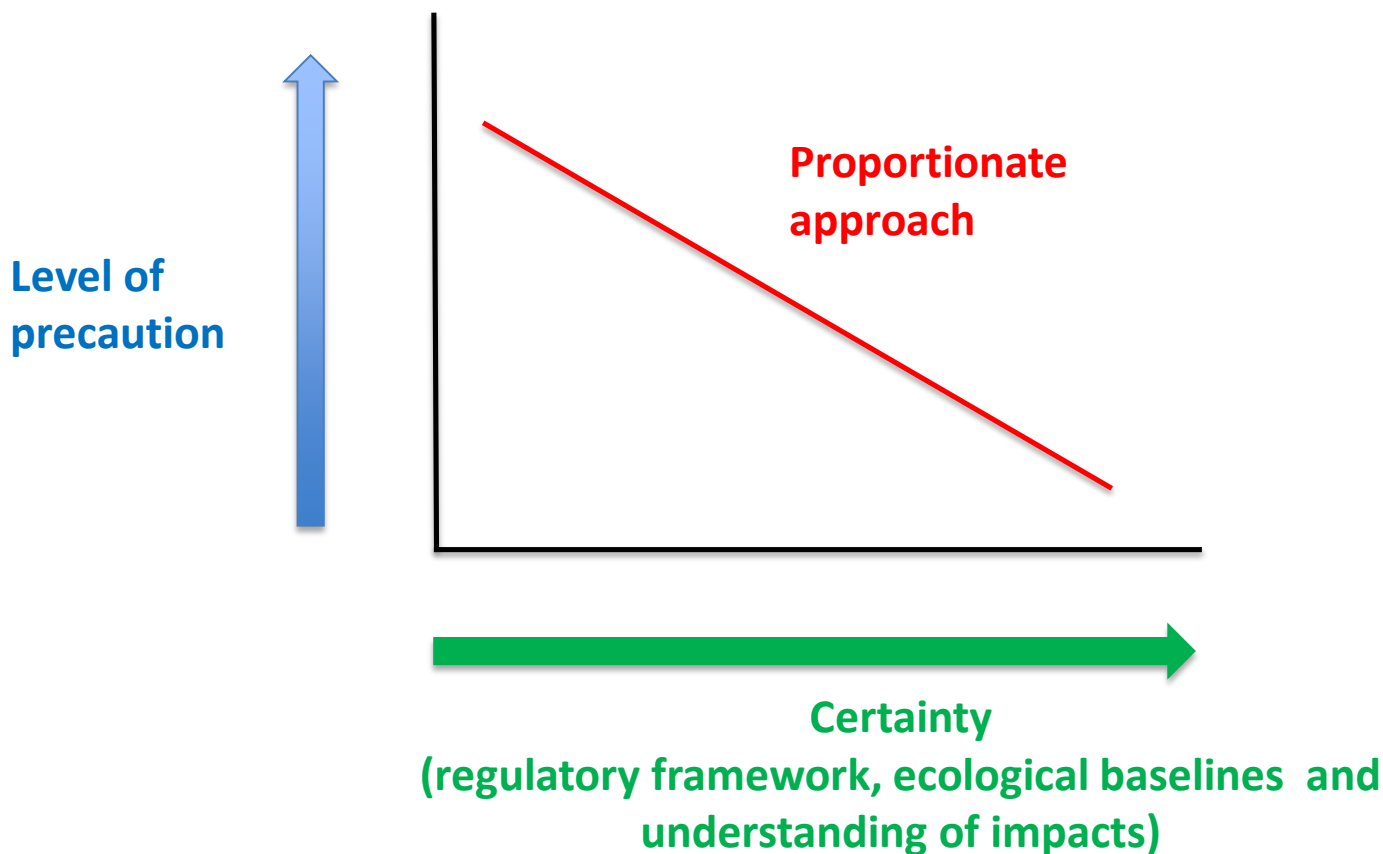 Proportionate
approach
Level of
precaution
Certainty
(regulatory framework, ecological baselines  and
understanding of impacts)